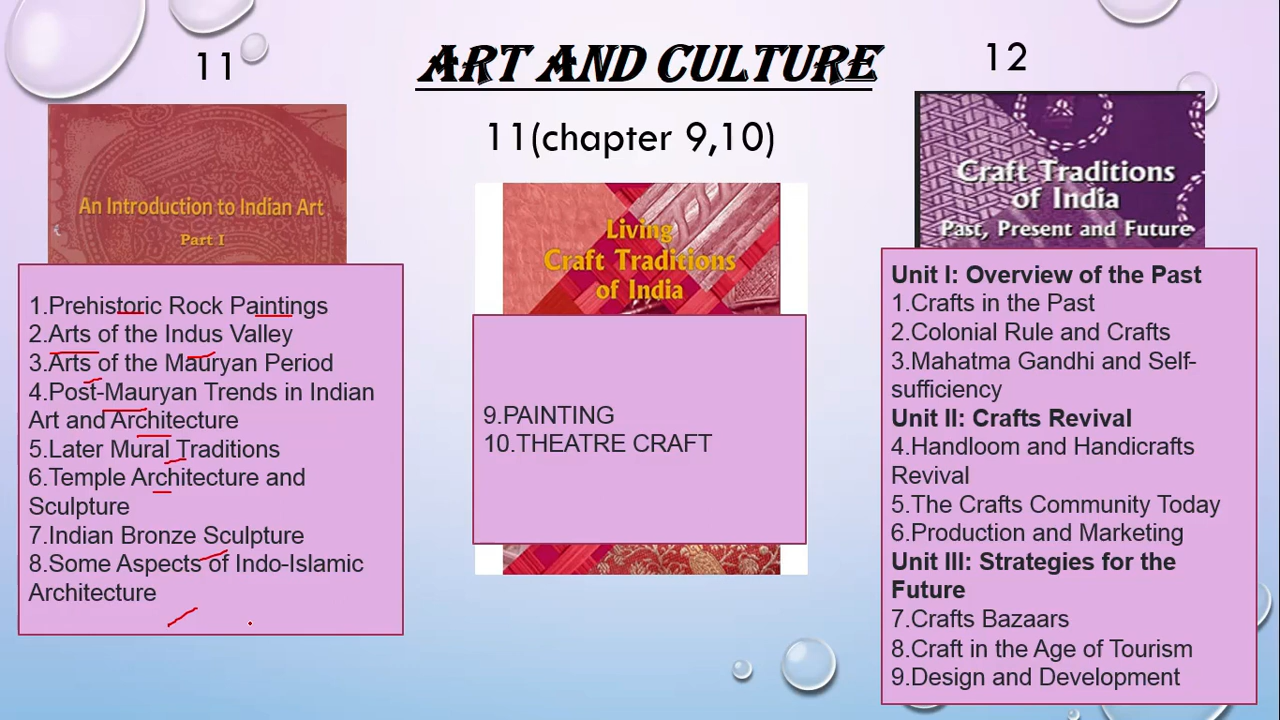 11
ART AND CULTURE
12
11(chapter 9,10)
An Introduction to Indian Art
Part I
1.Prehistoric Rock Paintings
2.Arts of the Indus Valley
3.Arts of the Mauryan Period
4.Post-Mauryan Trends in Indian
Art and Architecture
5.Later Mural Traditions
6.Temple Architecture and
Sculpture
7.Indian Bronze Sculpture
8.Some Aspects of Indo-Islamic
Architecture
Living
Craft Traditions
of India
9.PAINTING
10.THEATRE CRAFT
Craft Traditions
of India
Past, Present and Future
Unit I: Overview of the Past
1.Crafts in the Past
2.Colonial Rule and Crafts
3.Mahatma Gandhi and Self-
sufficiency
Unit II: Crafts Revival
4.Handloom and Handicrafts
Revival
5.The Crafts Community Today
6.Production and Marketing
Unit III: Strategies for the
Future
7.Crafts Bazaars
8.Craft in the Age of Tourism
9.Design and Development